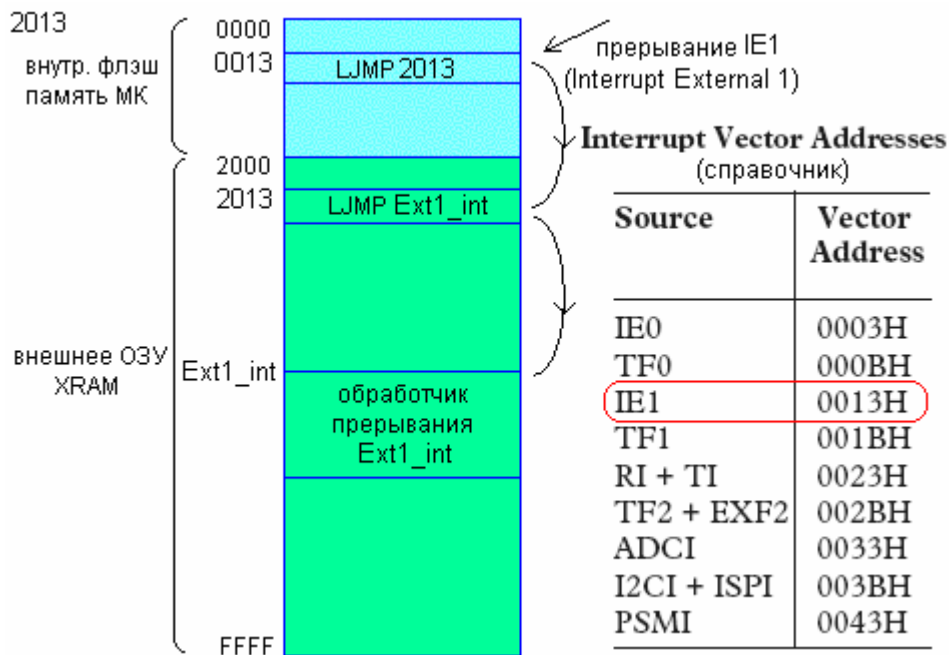 2013
внутр. флэш
память МК
0000
0013
LJMP 2013
прерывание IE1
(Interrupt External 1)
2000
2013
LJMP Ext1_int
внешнее ОЗУ
XRAM
Ext1_int
обработчик
прерывания
Ext1_int
FFFF
Interrupt Vector Addresses
(справочник)
Source Vector
Address
IE0 0003H
TF0 000BH
IE1 0013H
TF1 001BH
RI + TI 0023H
TF2 + EXF2 002BH
ADCI 0033H
I2CI + ISPI 003BH
PSMI 0043H